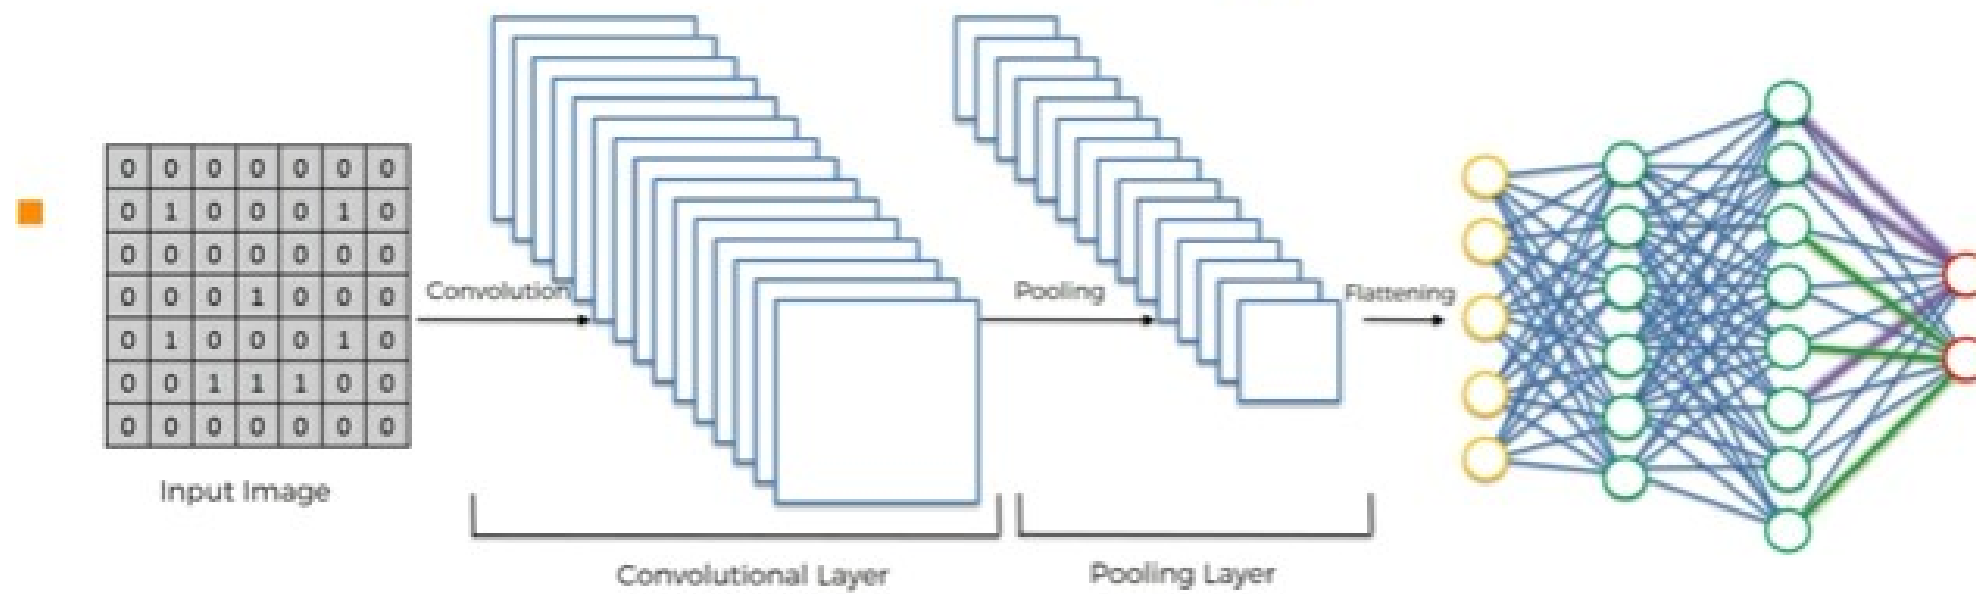 0 0 0 0 0 0 0
0 1 0 0 0 1 0
0 0 0 0 0 0 0
0 0 0 1 0 0 0
0 1 0 0 0 1 0
0 0 1 1 1 0 0
0 0 0 0 0 0 0
Input Image
Convolution
Convolutional Layer
Pooling
Pooling Layer
Flattening